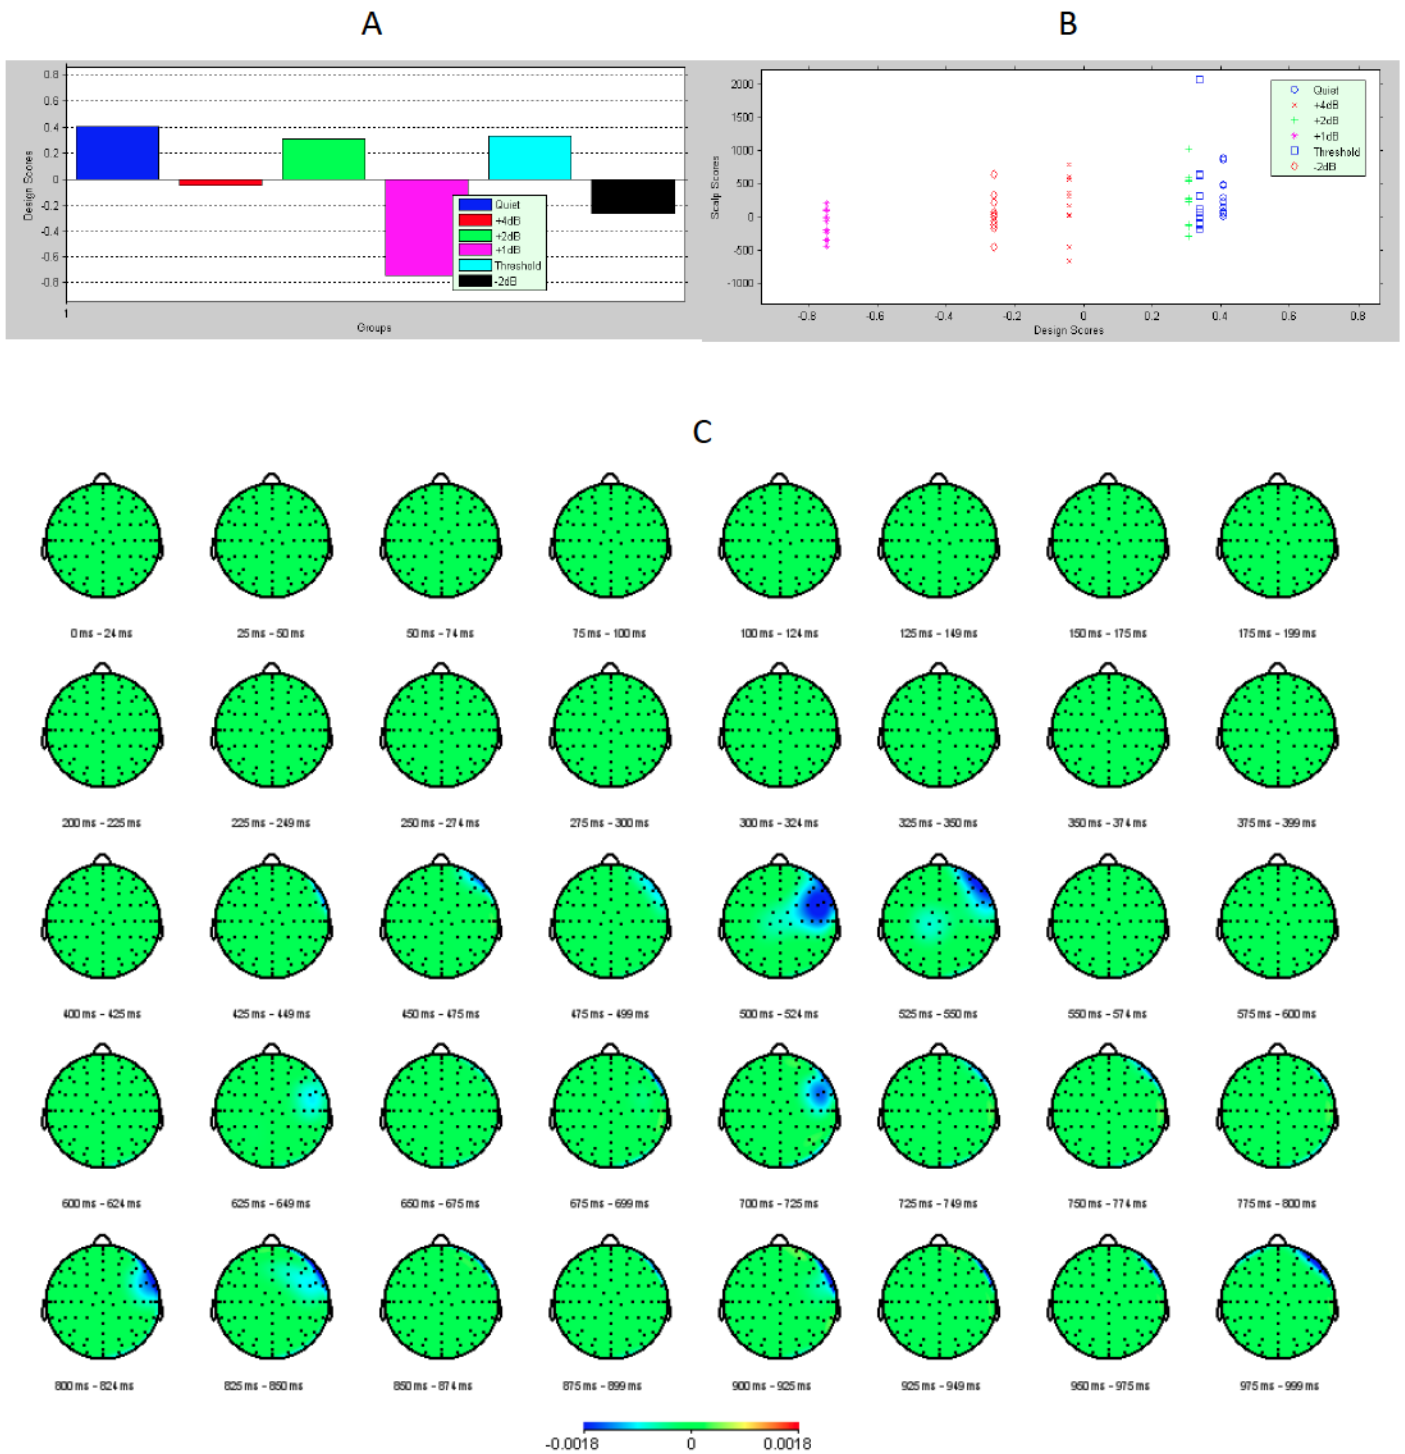 A
B
0.8
0.6
0.4
0.2
0
-0.2
-0.4
-0.6
-0.8
Design Scores
Quiet
+4dB
+2dB
+1dB
Threshold
-2dB
1
Groups
2000
1500
1000
500
0
-500
-1000
Scalp Scores
Quiet
+4dB
+2dB
+1dB
Threshold
-2dB
-0.8 -0.6 -0.4 -0.2 0 0.2 0.4 0.6 0.8
Design Scores
C
0 ms - 24 ms 25 ms - 50 ms 50 ms - 74 ms 75 ms - 100 ms 100 ms - 124 ms 125 ms - 149 ms 150 ms - 175 ms 175 ms - 199 ms
200 ms - 225 ms 225 ms - 249 ms 250 ms - 274 ms 275 ms - 300 ms 300 ms - 324 ms 325 ms - 350 ms 350 ms - 374 ms 375 ms - 399 ms
400 ms - 425 ms 425 ms - 449 ms 450 ms - 475 ms 475 ms - 499 ms 500 ms - 524 ms 525 ms - 550 ms 550 ms - 574 ms 575 ms - 600 ms
600 ms - 624 ms 625 ms - 649 ms 650 ms - 675 ms 675 ms - 699 ms 700 ms - 725 ms 725 ms - 749 ms 750 ms - 774 ms 775 ms - 800 ms
800 ms - 824 ms 825 ms - 850 ms 850 ms - 874 ms 875 ms - 899 ms 900 ms - 925 ms 925 ms - 949 ms 950 ms - 975 ms 975 ms - 999 ms
-0.0018 0 0.0018